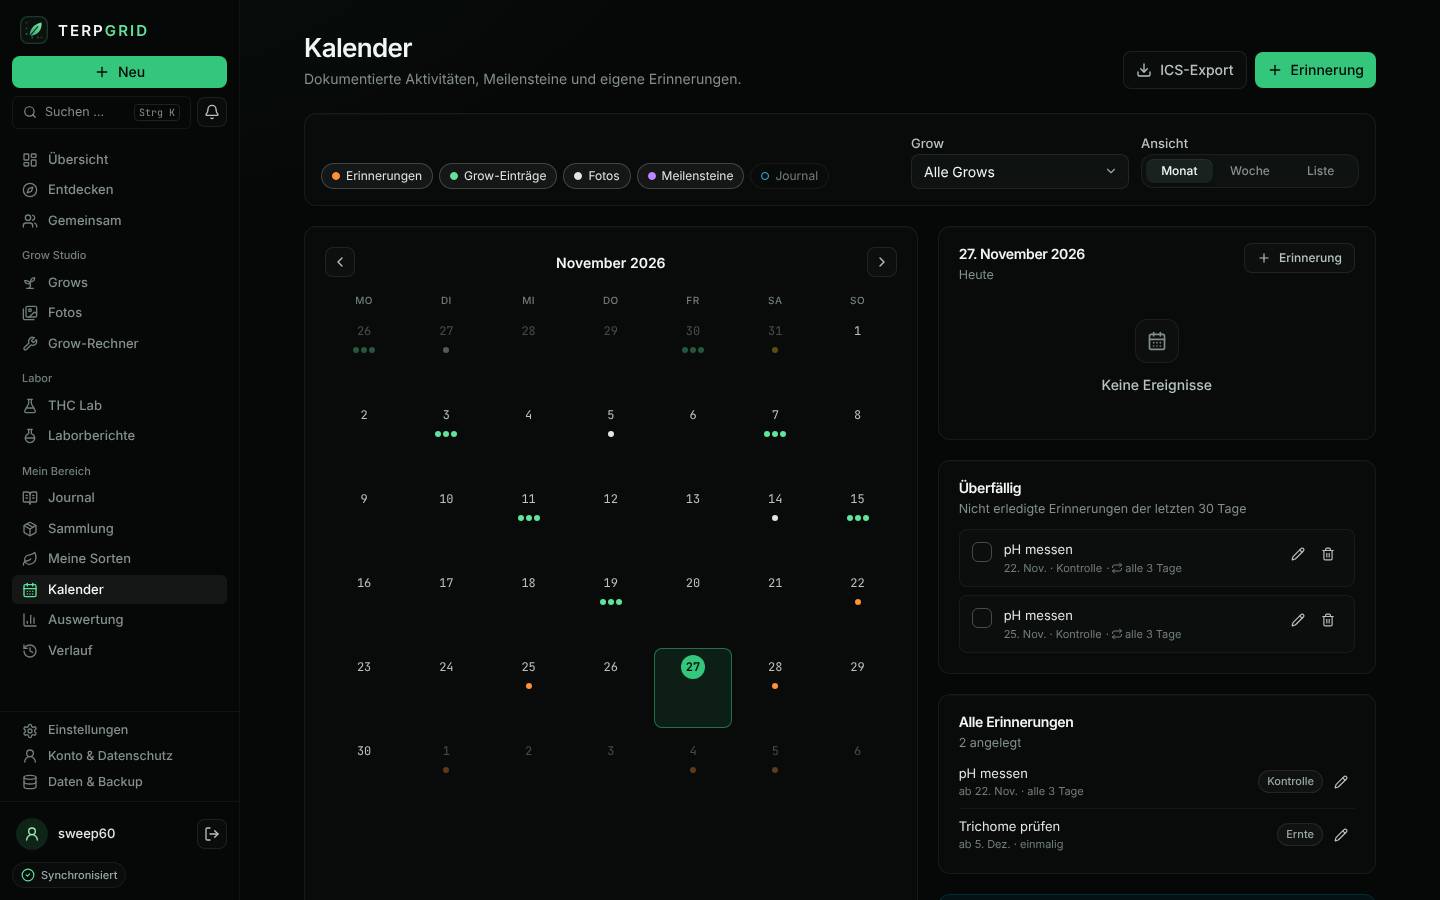 TERPGRID
Neu
Suchen ...
Strg K
Übersicht
Entdecken
Gemeinsam
Grow Studio
Grows
Fotos
Grow-Rechner
Labor
THC Lab
Laborberichte
Mein Bereich
Journal
Sammlung
Meine Sorten
Kalender
Auswertung
Verlauf
Einstellungen
Konto & Datenschutz
Daten & Backup
sweep60
Synchronisiert
Kalender
Dokumentierte Aktivitäten, Meilensteine und eigene Erinnerungen.
ICS-Export
Erinnerung
Erinnerungen
Grow-Einträge
Fotos
Meilensteine
Journal
Grow
Alle Grows
Ansicht
Monat Woche Liste
November 2026
MO DI MI DO FR SA SO
26 27 28 29 30 31 1
2 3 4 5 6 7 8
9 10 11 12 13 14 15
16 17 18 19 20 21 22
23 24 25 26 27 28 29
30 1 2 3 4 5 6
27. November 2026
Heute
Erinnerung
Keine Ereignisse
Überfällig
Nicht erledigte Erinnerungen der letzten 30 Tage
pH messen
22. Nov. · Kontrolle · alle 3 Tage
pH messen
25. Nov. · Kontrolle · alle 3 Tage
Alle Erinnerungen
2 angelegt
pH messen
ab 22. Nov. · alle 3 Tage
Kontrolle
Trichome prüfen
ab 5. Dez. · einmalig
Ernte